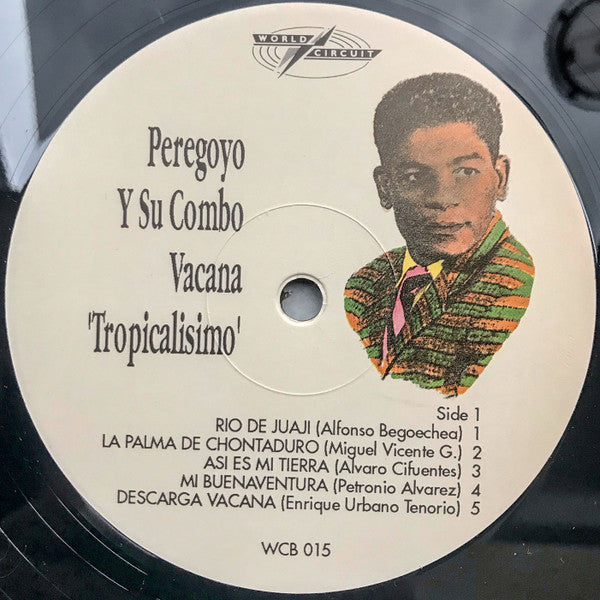 WORLD
CIRCUIT
Peregoyo
Y Su Combo
Vacana
'Tropicalisimo'
Side 1
RIO DE JUAJI (Alfonso Begoechea) 1
LA PALMA DE CHONTADURO (Miguel Vicente G.) 2
ASI ES MI TIERRA (Alvaro Cifuentes) 3
MI BUENAVENTURA (Petronio Alvarez) 4
DESCARGA VACANA (Enrique Urbano Tenorio) 5
WCB 015